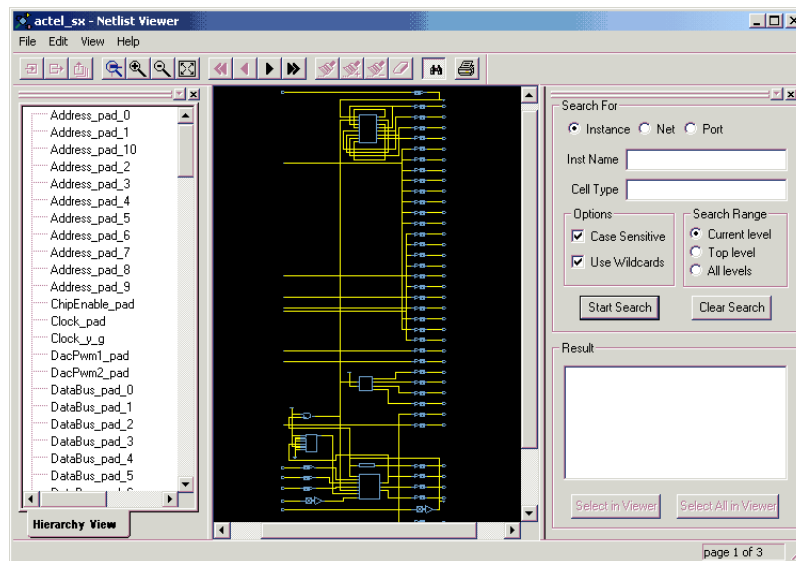 actel_sx - Netlist Viewer
File Edit View Help
Address_pad_0
Address_pad_1
Address_pad_10
Address_pad_2
Address_pad_3
Address_pad_4
Address_pad_5
Address_pad_6
Address_pad_7
Address_pad_8
Address_pad_9
ChipEnable_pad
Clock_pad
Clock_y_g
DacPwm1_pad
DacPwm2_pad
DataBus_pad_0
DataBus_pad_1
DataBus_pad_2
DataBus_pad_3
DataBus_pad_4
DataBus_pad_5
Hierarchy View
Search For
Instance Net Port
Inst Name
Cell Type
Options
Case Sensitive
Use Wildcards
Search Range
Current level
Top level
All levels
Start Search Clear Search
Result
Select in Viewer Select All in Viewer
page 1 of 3